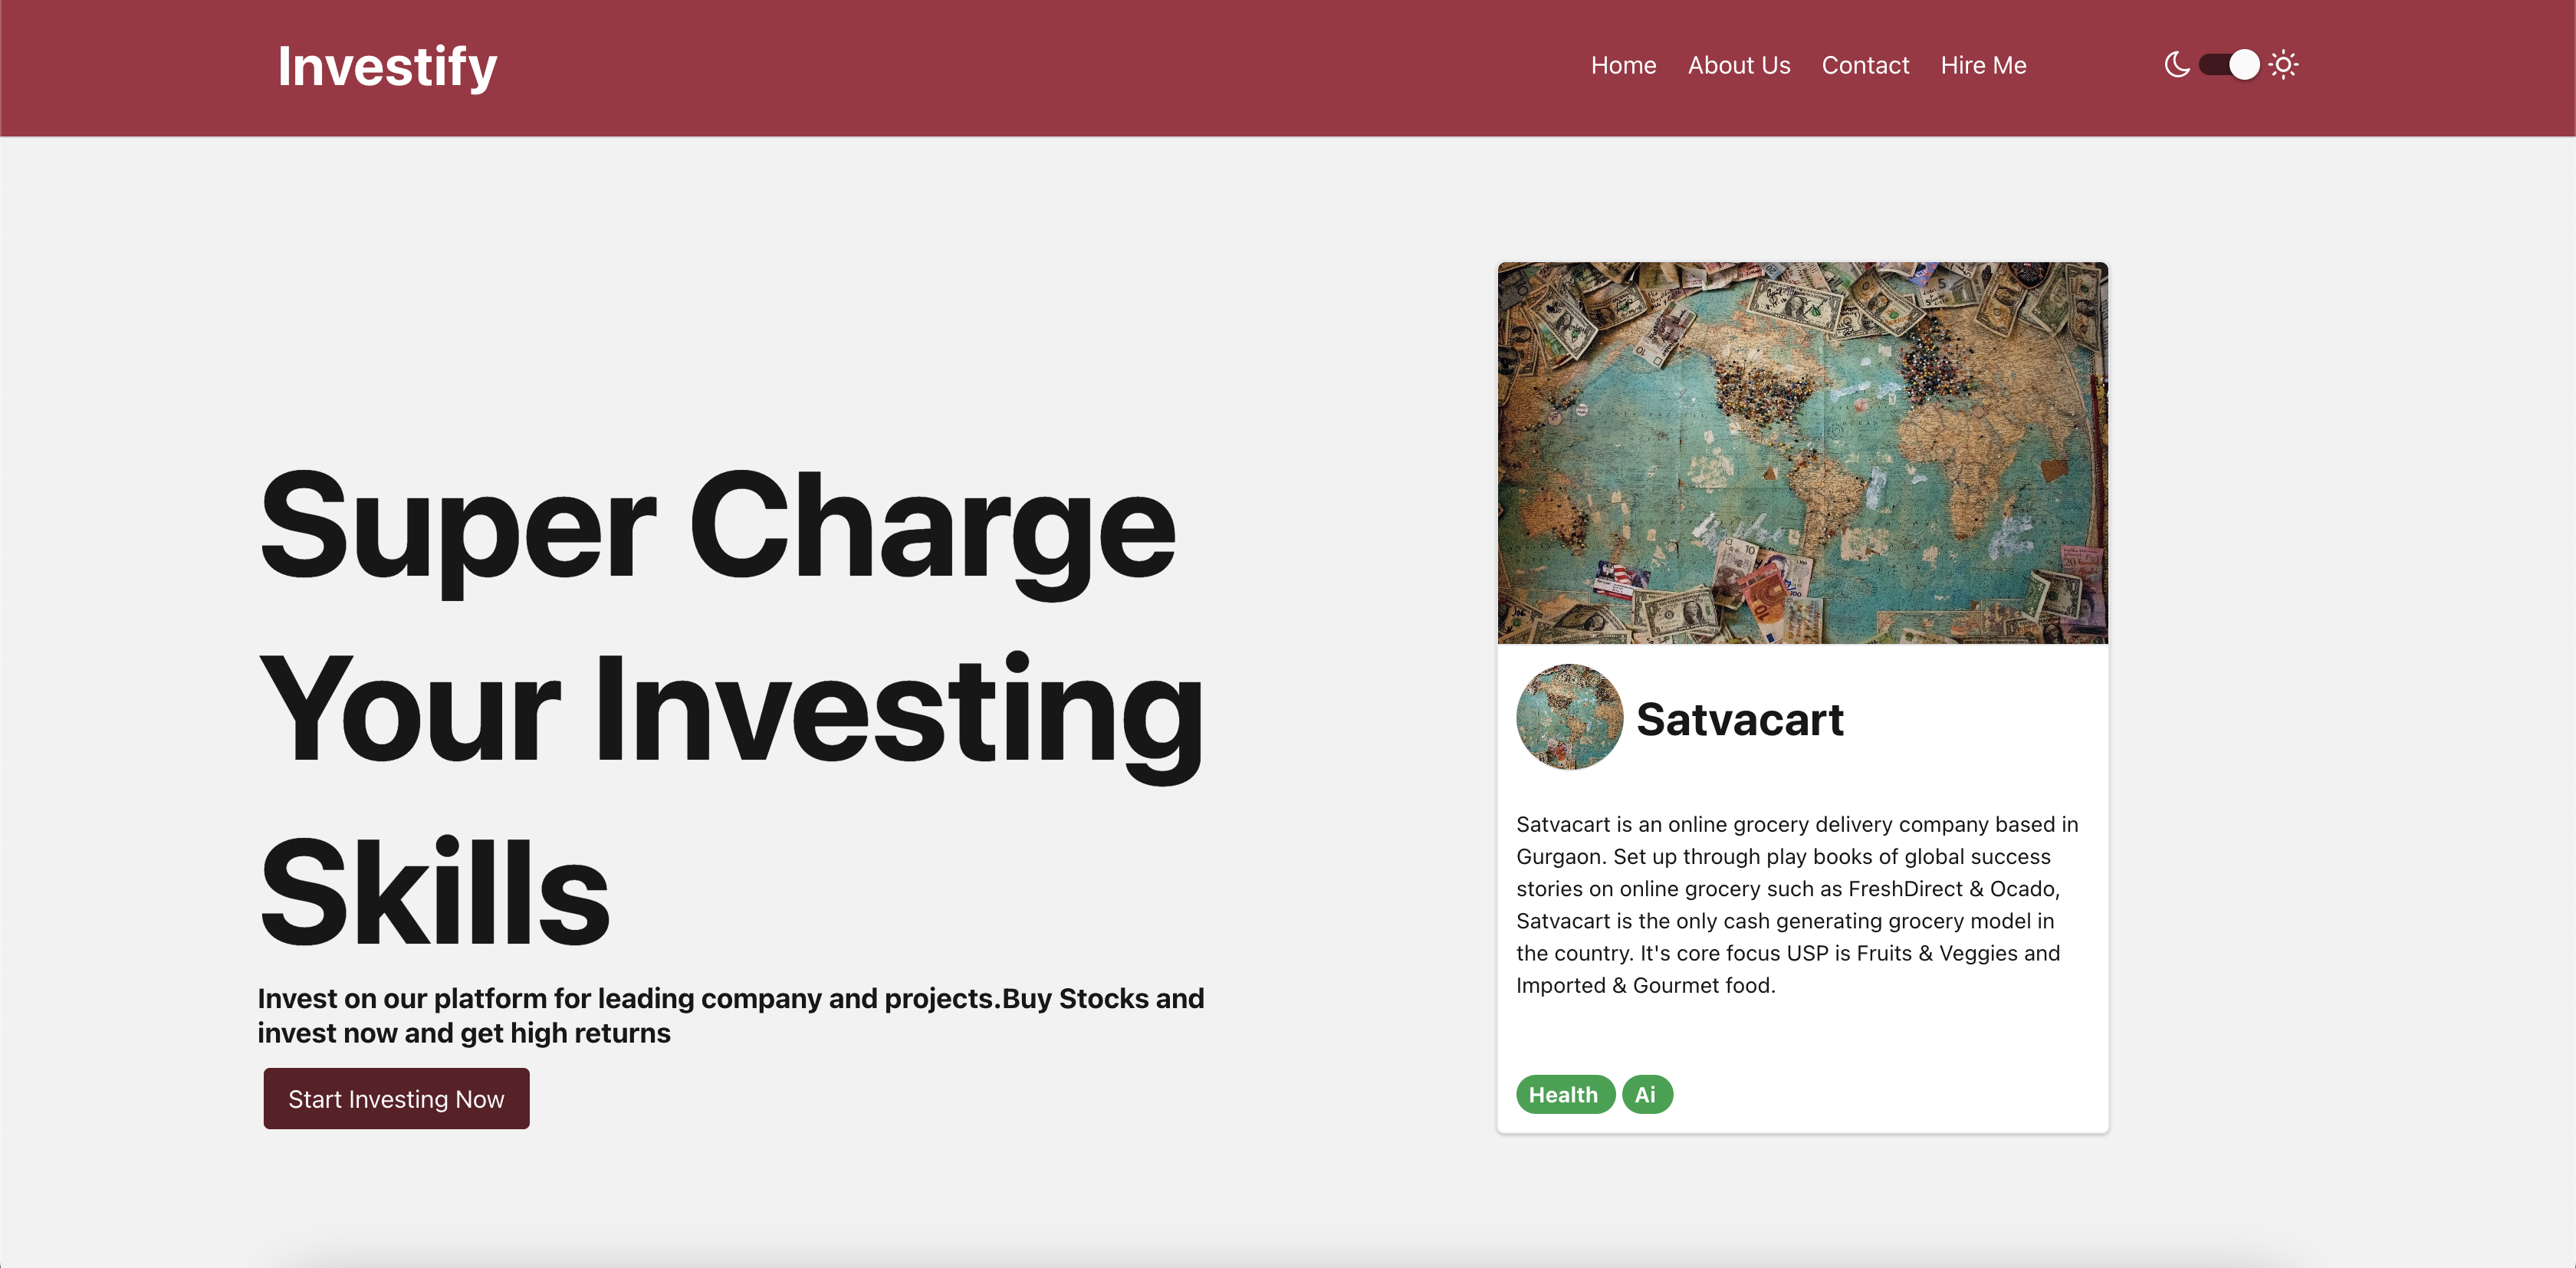 Investify
Home About Us Contact Hire Me
Super Charge
Your Investing
Skills
Invest on our platform for leading company and projects.Buy Stocks and
invest now and get high returns
Start Investing Now
Satvacart
Satvacart is an online grocery delivery company based in
Gurgaon. Set up through play books of global success
stories on online grocery such as FreshDirect & Ocado,
Satvacart is the only cash generating grocery model in
the country. It's core focus USP is Fruits & Veggies and
Imported & Gourmet food.
Health Ai